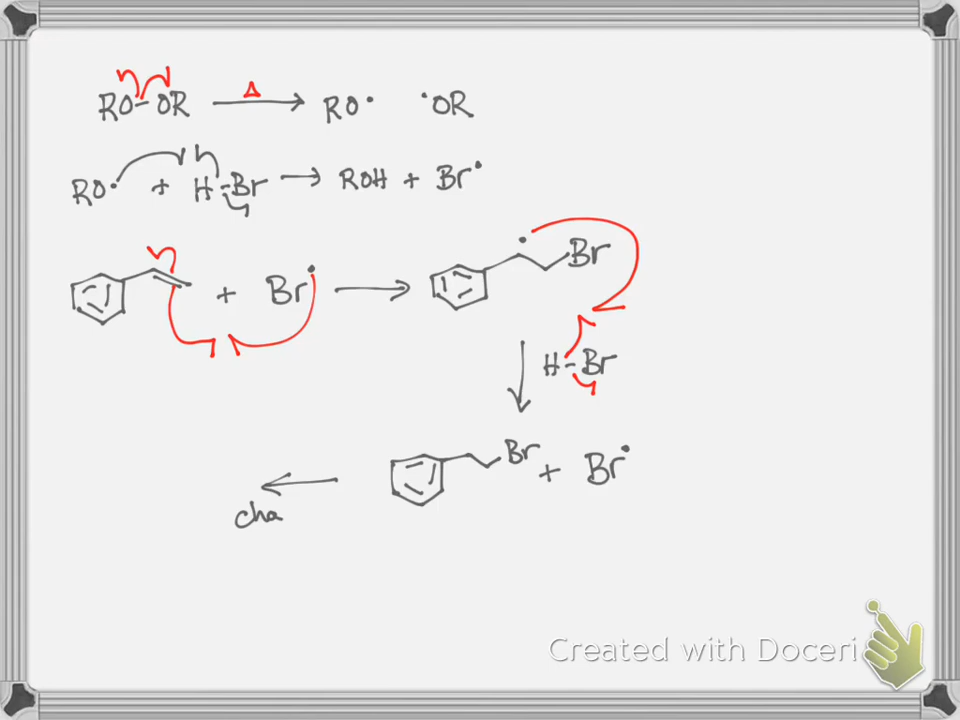 RO-OR Δ RO• •OR
RO• + H-Br → ROH + Br•
+ Br• → Br
H-Br
Br + Br•
← cha
Created with Doceri